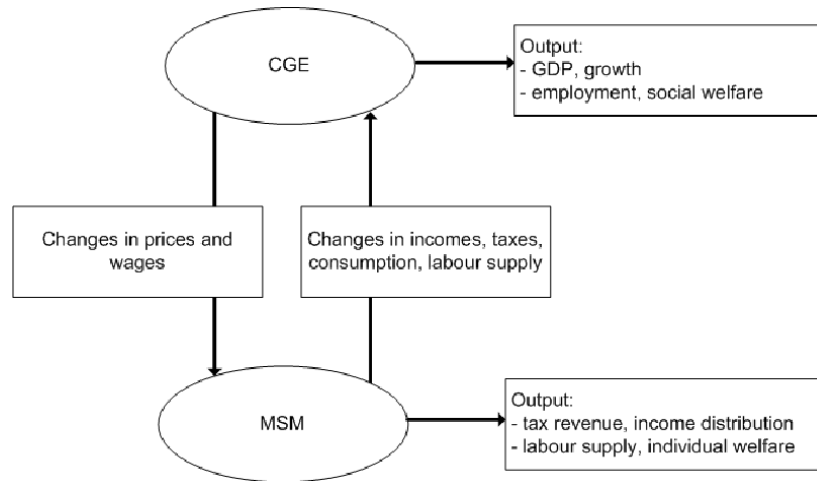 CGE
Output:
- GDP, growth
- employment, social welfare
Changes in prices and
wages
Changes in incomes, taxes,
consumption, labour supply
MSM
Output:
- tax revenue, income distribution
- labour supply, individual welfare